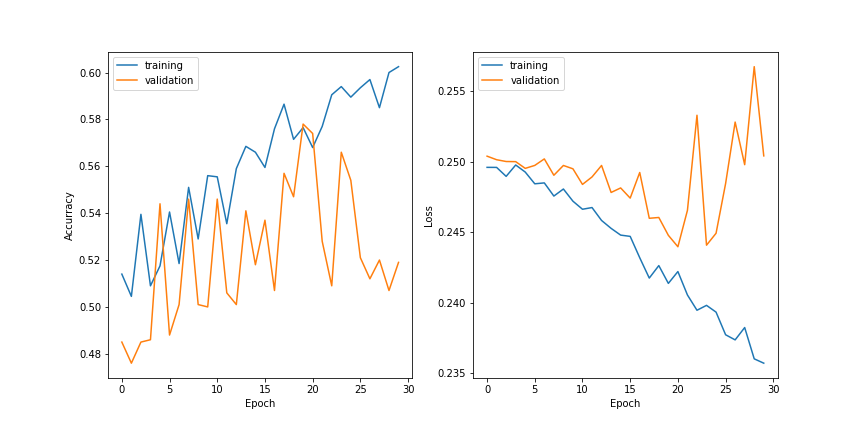 training
validation
0.60
0.58
0.56
0.54
0.52
0.50
0.48
Accurracy
0 5 10 15 20 25 30
Epoch
training
validation
0.255
0.250
0.245
0.240
0.235
Loss
0 5 10 15 20 25 30
Epoch